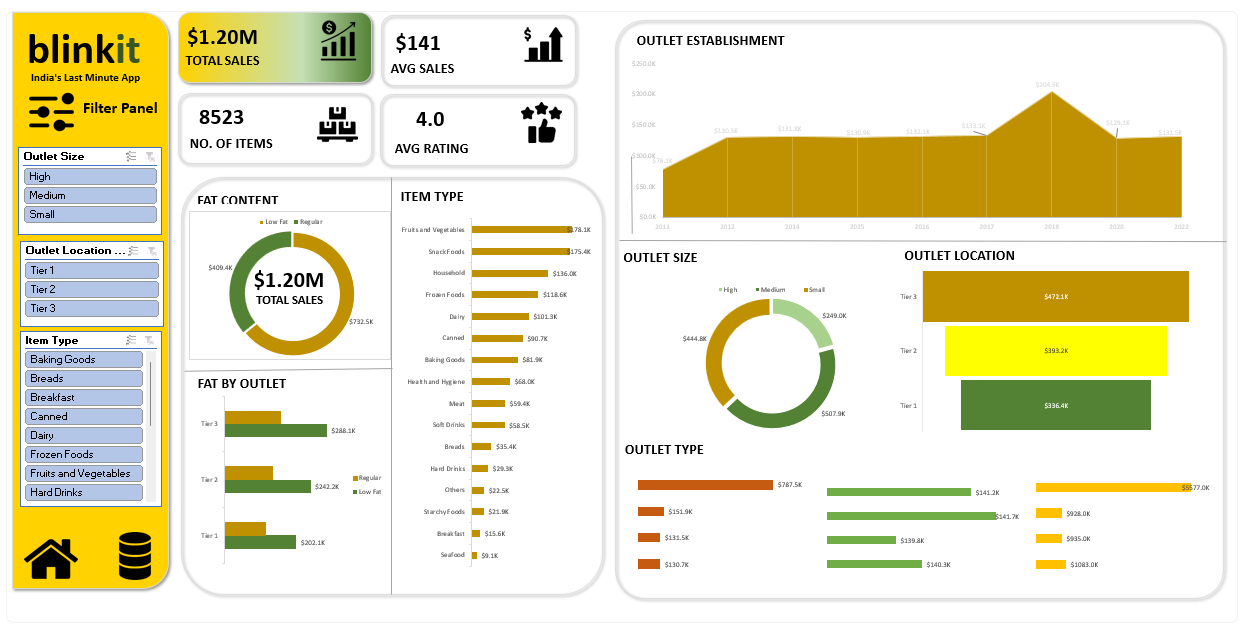 blinkit
India's Last Minute App
Filter Panel
Outlet Size
High
Medium
Small
Outlet Location ...
Tier 1
Tier 2
Tier 3
Item Type
Baking Goods
Breads
Breakfast
Canned
Dairy
Frozen Foods
Fruits and Vegetables
Hard Drinks
$1.20M
TOTAL SALES
$141
AVG SALES
8523
NO. OF ITEMS
4.0
AVG RATING
FAT CONTENT
Low Fat Regular
$409.4K
$1.20M
TOTAL SALES
$732.5K
FAT BY OUTLET
Tier 3
$288.1K
Tier 2
$242.2K
Regular
Low Fat
Tier 1
$202.1K
ITEM TYPE
Fruits and Vegetables $178.1K
Snack Foods $175.4K
Household $136.0K
Frozen Foods $118.6K
Dairy $101.3K
Canned $90.7K
Baking Goods $81.9K
Health and Hygiene $68.0K
Meat $59.4K
Soft Drinks $58.5K
Breads $35.4K
Hard Drinks $29.3K
Others $22.5K
Starchy Foods $21.9K
Breakfast $15.6K
Seafood $9.1K
OUTLET ESTABLISHMENT
$250.0K
$200.0K
$150.0K
$100.0K
$50.0K
$0.0K
$78.1K
$130.5K
$131.8K
$130.9K
$132.1K
$133.1K
$204.5K
$129.1K
$131.5K
2011 2012 2014 2015 2016 2017 2018 2020 2022
OUTLET SIZE
High Medium Small
$249.0K
$444.8K
$507.9K
OUTLET LOCATION
Tier 3 $472.1K
Tier 2 $393.2K
Tier 1 $336.4K
OUTLET TYPE
$787.5K
$151.9K
$131.5K
$130.7K
$141.2K
$141.7K
$139.8K
$140.3K
$5577.0K
$928.0K
$935.0K
$1083.0K